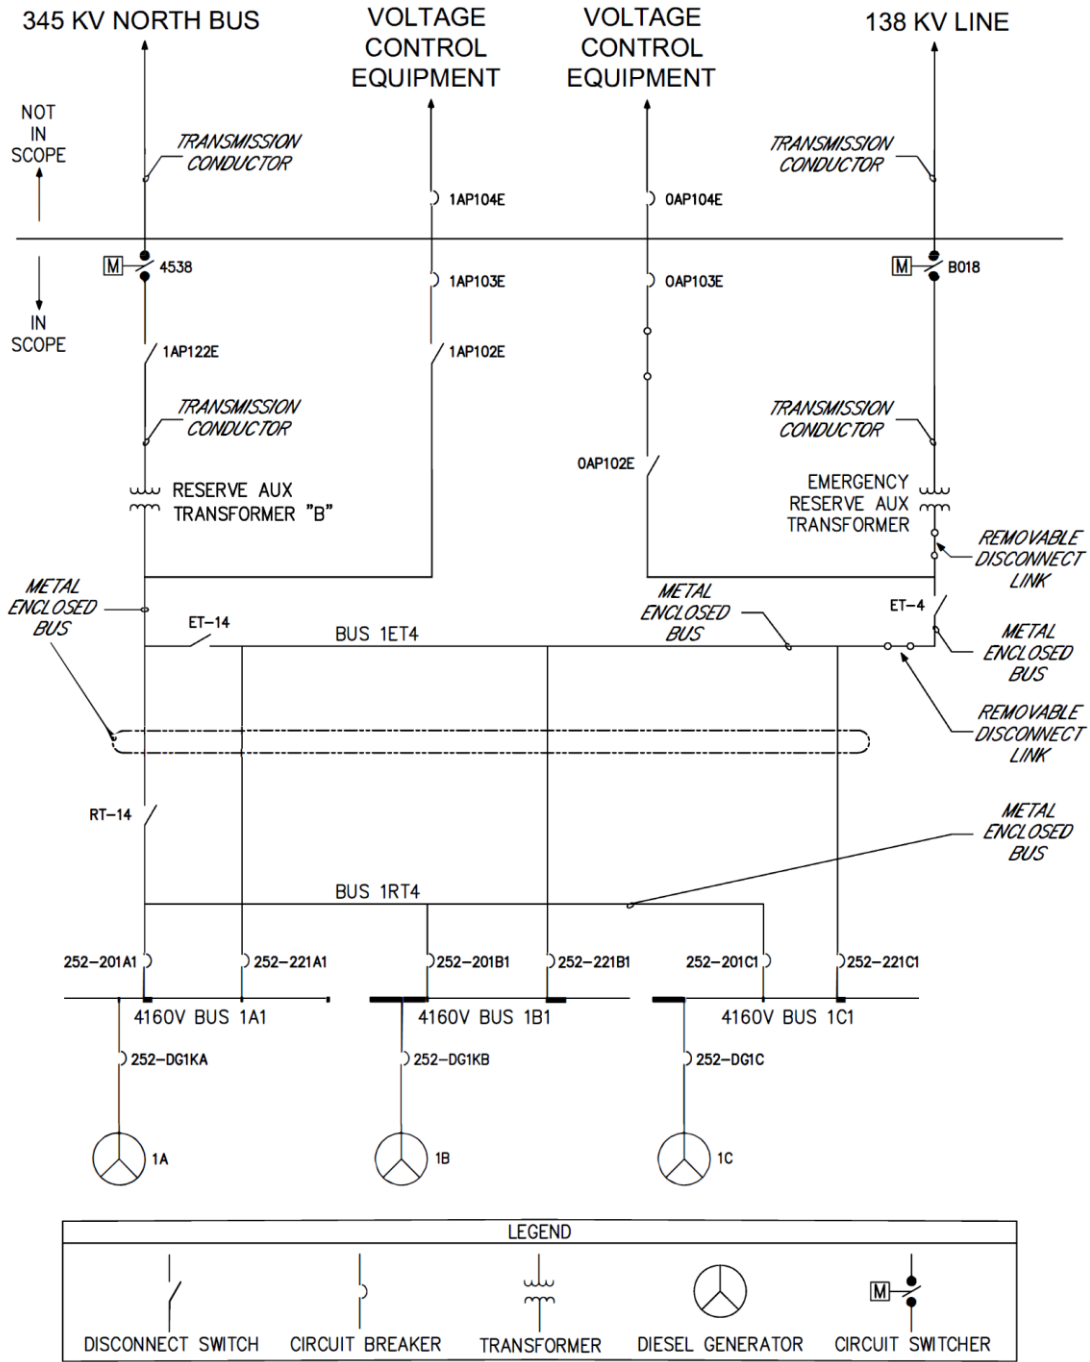 345 KV NORTH BUS
VOLTAGE
CONTROL
EQUIPMENT
VOLTAGE
CONTROL
EQUIPMENT
138 KV LINE
NOT
IN
SCOPE
TRANSMISSION
CONDUCTOR
TRANSMISSION
CONDUCTOR
1AP104E
0AP104E
M
4538
1AP103E
0AP103E
M
B018
IN
SCOPE
1AP122E
1AP102E
TRANSMISSION
CONDUCTOR
TRANSMISSION
CONDUCTOR
0AP102E
RESERVE AUX
TRANSFORMER "B"
EMERGENCY
RESERVE AUX
TRANSFORMER
REMOVABLE
DISCONNECT
LINK
METAL
ENCLOSED
BUS
ET-14
BUS 1ET4
METAL
ENCLOSED
BUS
ET-4
METAL
ENCLOSED
BUS
REMOVABLE
DISCONNECT
LINK
RT-14
METAL
ENCLOSED
BUS
BUS 1RT4
252-201A1
252-221A1
252-201B1
252-221B1
252-201C1
252-221C1
4160V BUS 1A1
4160V BUS 1B1
4160V BUS 1C1
252-DG1KA
252-DG1KB
252-DG1C
1A
1B
1C
LEGEND
M
DISCONNECT SWITCH
CIRCUIT BREAKER
TRANSFORMER
DIESEL GENERATOR
CIRCUIT SWITCHER